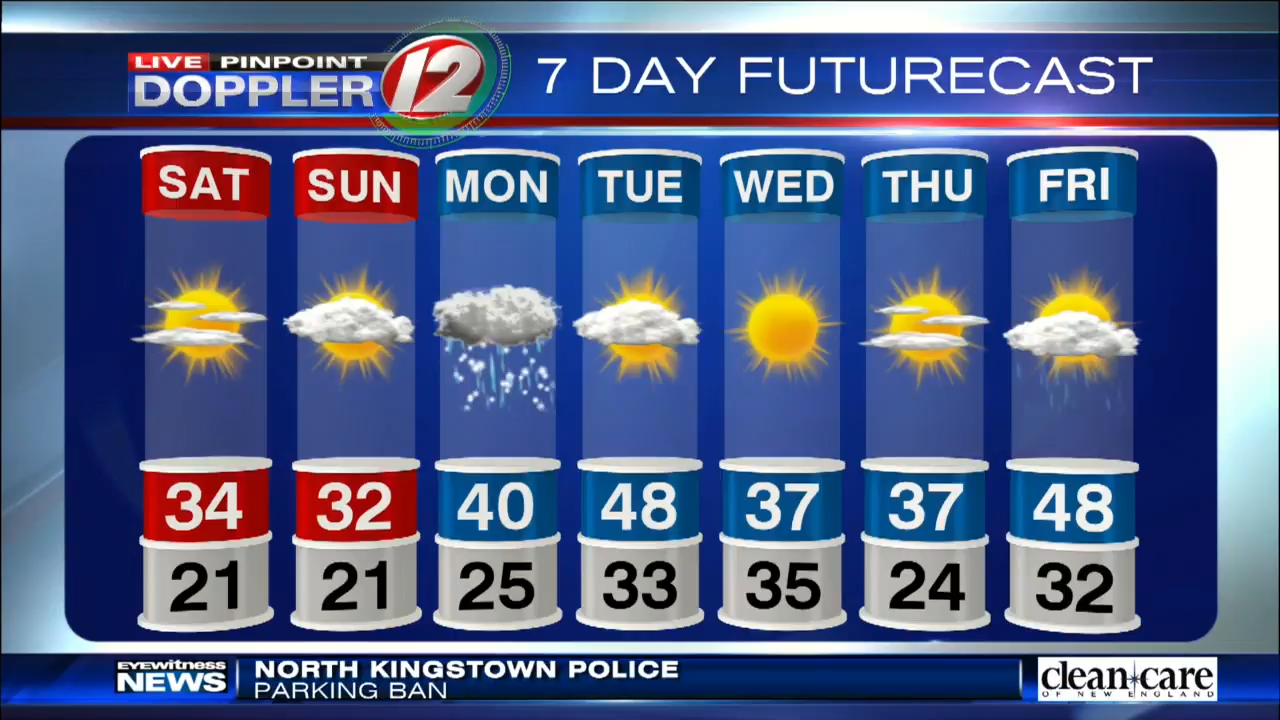 LIVE PINPOINT
DOPPLER 12
7 DAY FUTURECAST
SAT SUN MON TUE WED THU FRI
34 32 40 48 37 37 48
21 21 25 33 35 24 32
EYEWITNESS
NEWS
NORTH KINGSTOWN POLICE
PARKING BAN
clean care
OF NEW ENGLAND